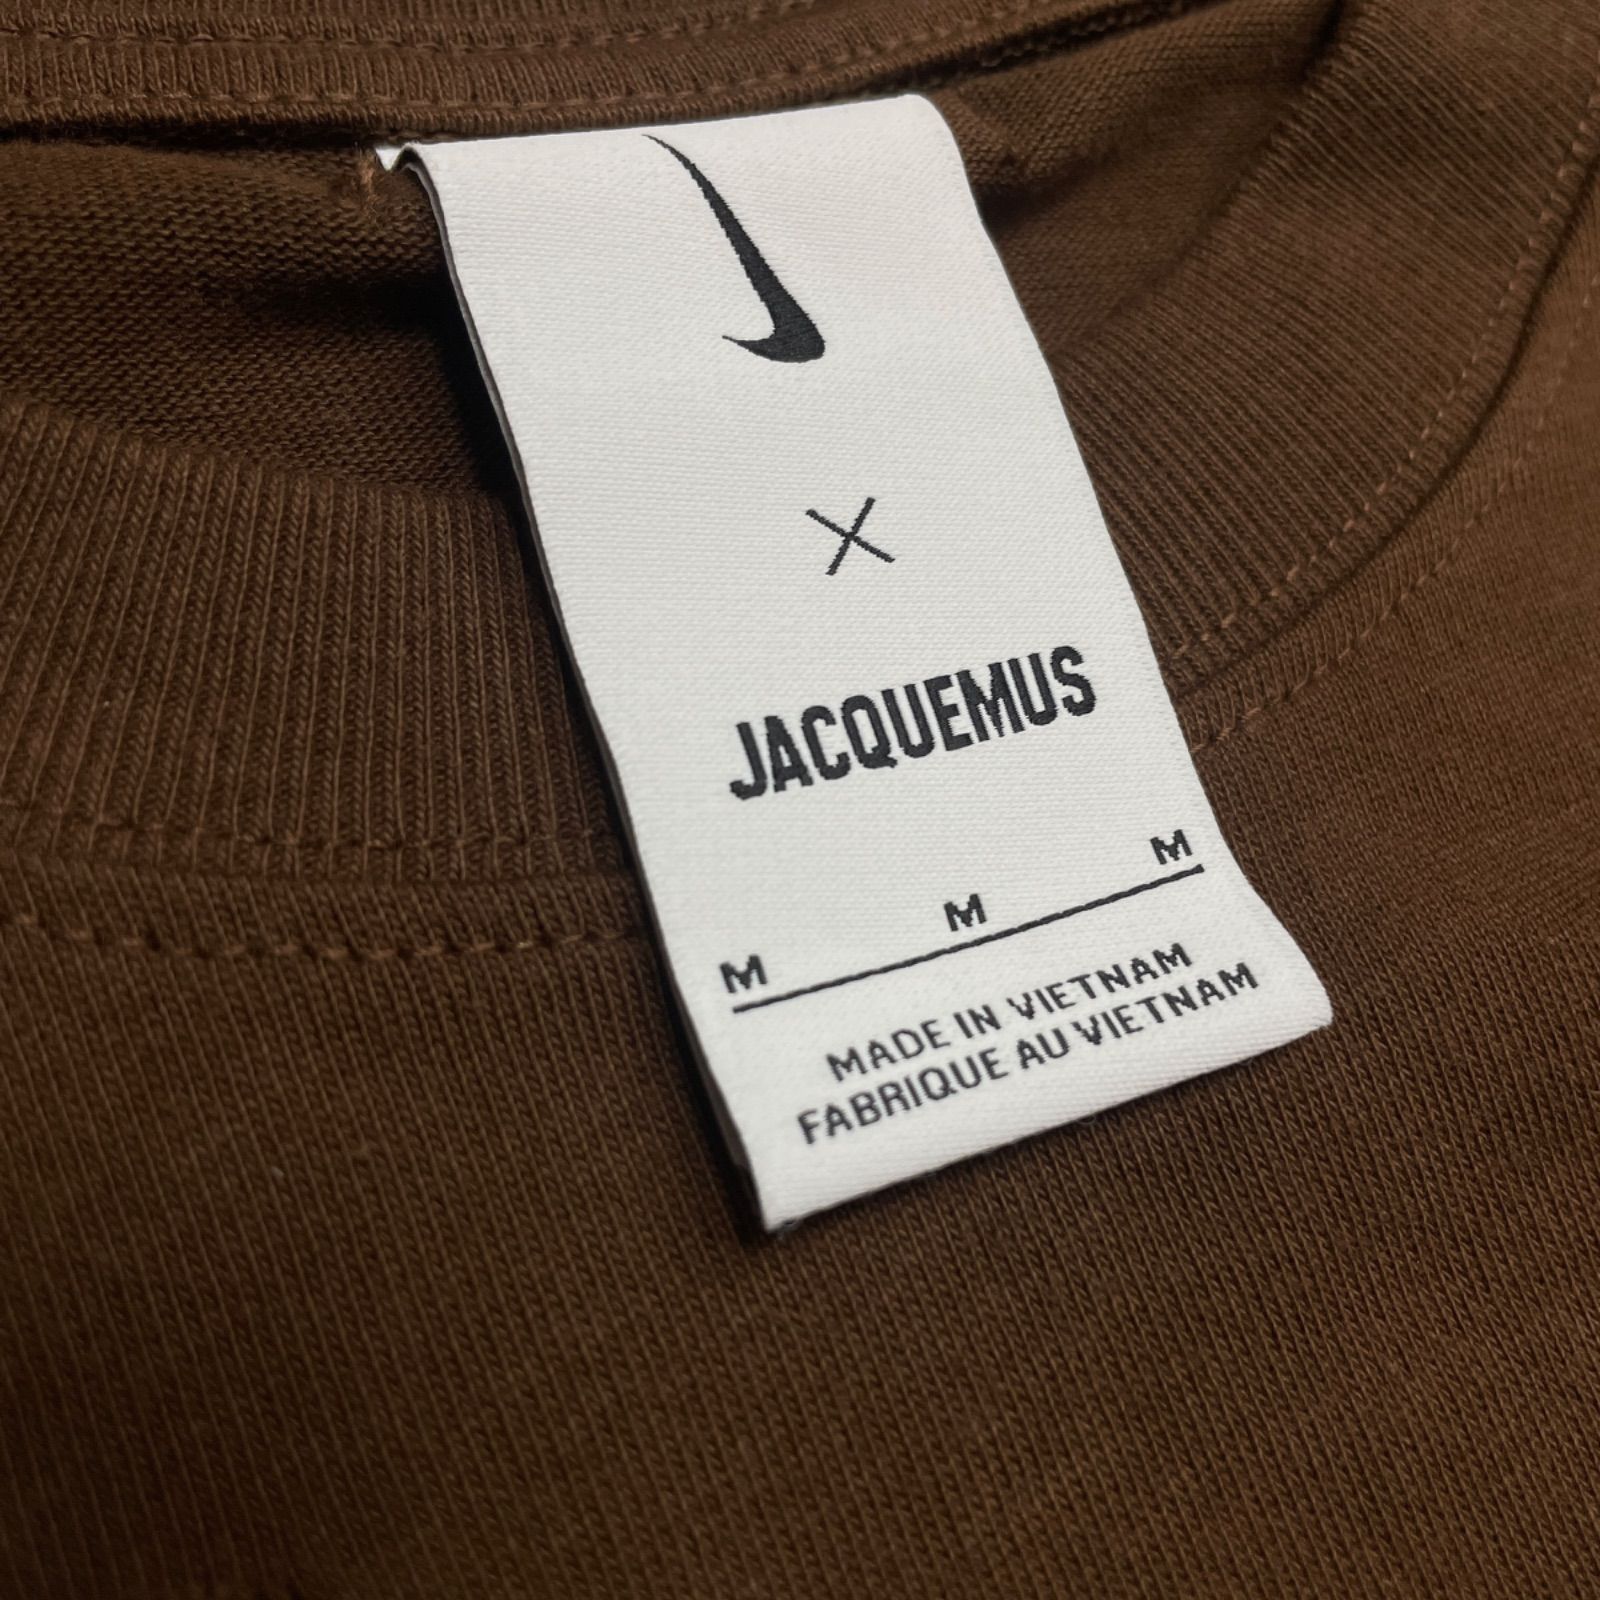 X
JACQUEMUS
M M M
MADE IN VIETNAM
FABRIQUE AU VIETNAM